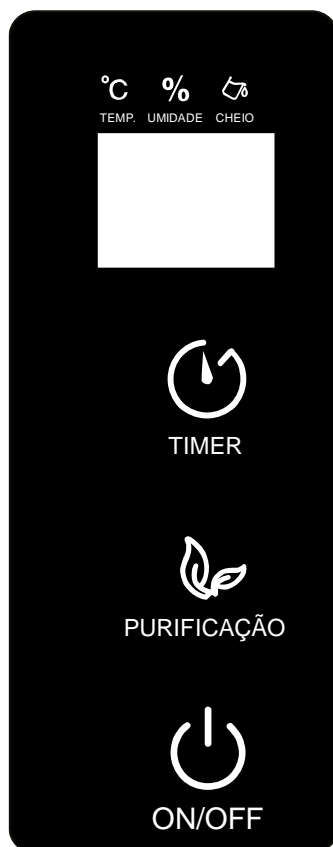 °C % 
TEMP. UMIDADE CHEIO
TIMER
PURIFICAÇÃO
ON/OFF